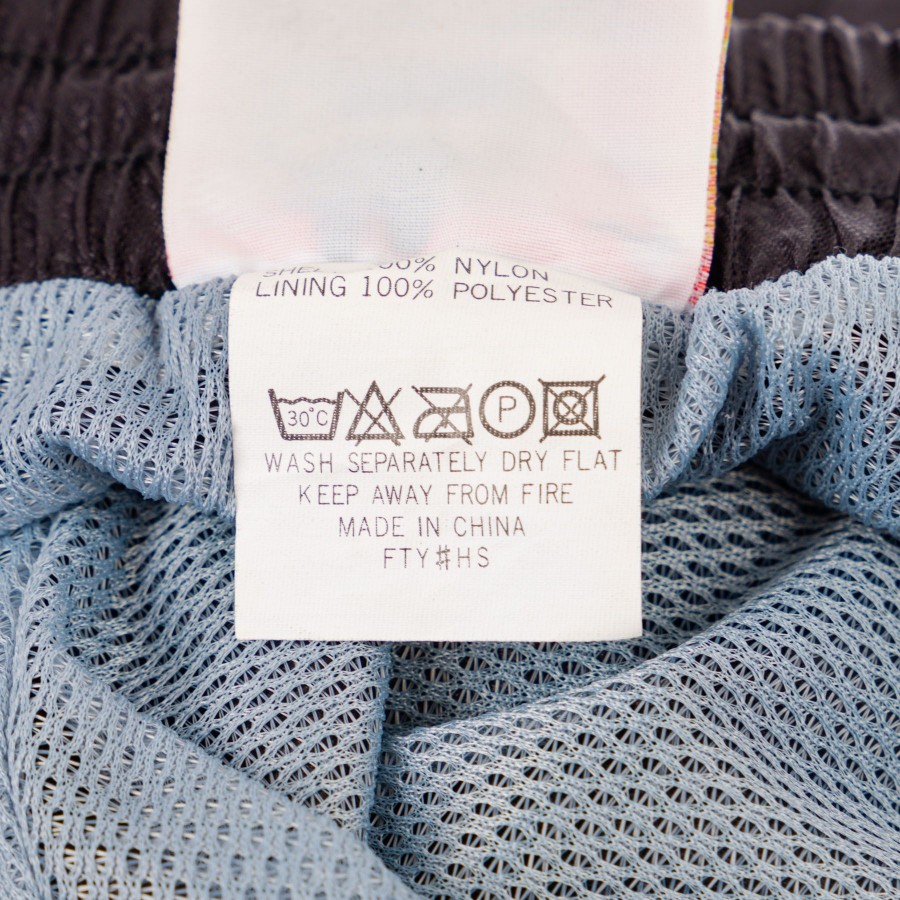 NYLON
LINING 100% POLYESTER
30°C
P
WASH SEPARATELY DRY FLAT
KEEP AWAY FROM FIRE
MADE IN CHINA
FTY#HS